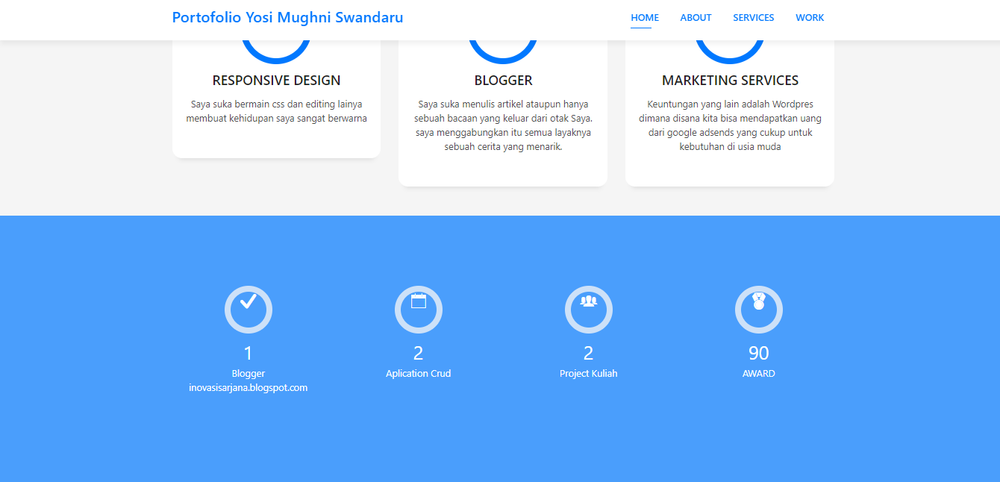 Portofolio Yosi Mughni Swandaru
HOME ABOUT SERVICES WORK
RESPONSIVE DESIGN
Saya suka bermain css dan editing lainya
membuat kehidupan saya sangat berwarna
BLOGGER
Saya suka menulis artikel ataupun hanya
sebuah bacaan yang keluar dari otak Saya.
saya menggabungkan itu semua layaknya
sebuah cerita yang menarik.
MARKETING SERVICES
Keuntungan yang lain adalah Wordpres
dimana disana kita bisa mendapatkan uang
dari google adsends yang cukup untuk
kebutuhan di usia muda
1
Blogger
inovasisarjana.blogspot.com
2
Aplication Crud
2
Project Kuliah
90
AWARD